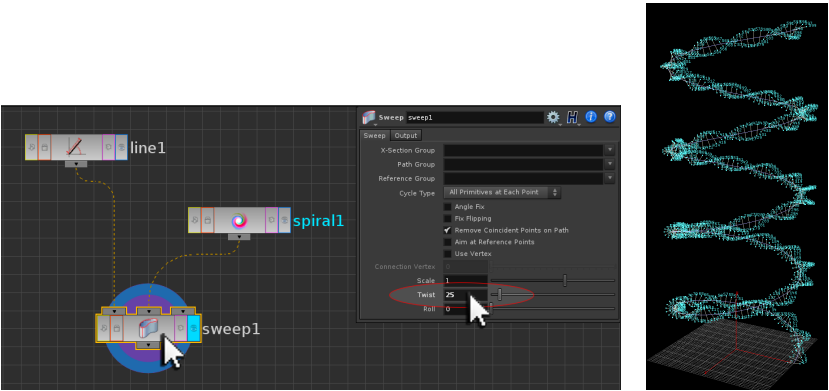 line1
spiral1
sweep1
Sweep sweep1
Sweep Output
X-Section Group
Path Group
Reference Group
Cycle Type All Primitives at Each Point
Angle Fix
Fix Flipping
Remove Coincident Points on Path
Aim at Reference Points
Use Vertex
Connection Vertex
Scale 1
Twist 25
Roll 0